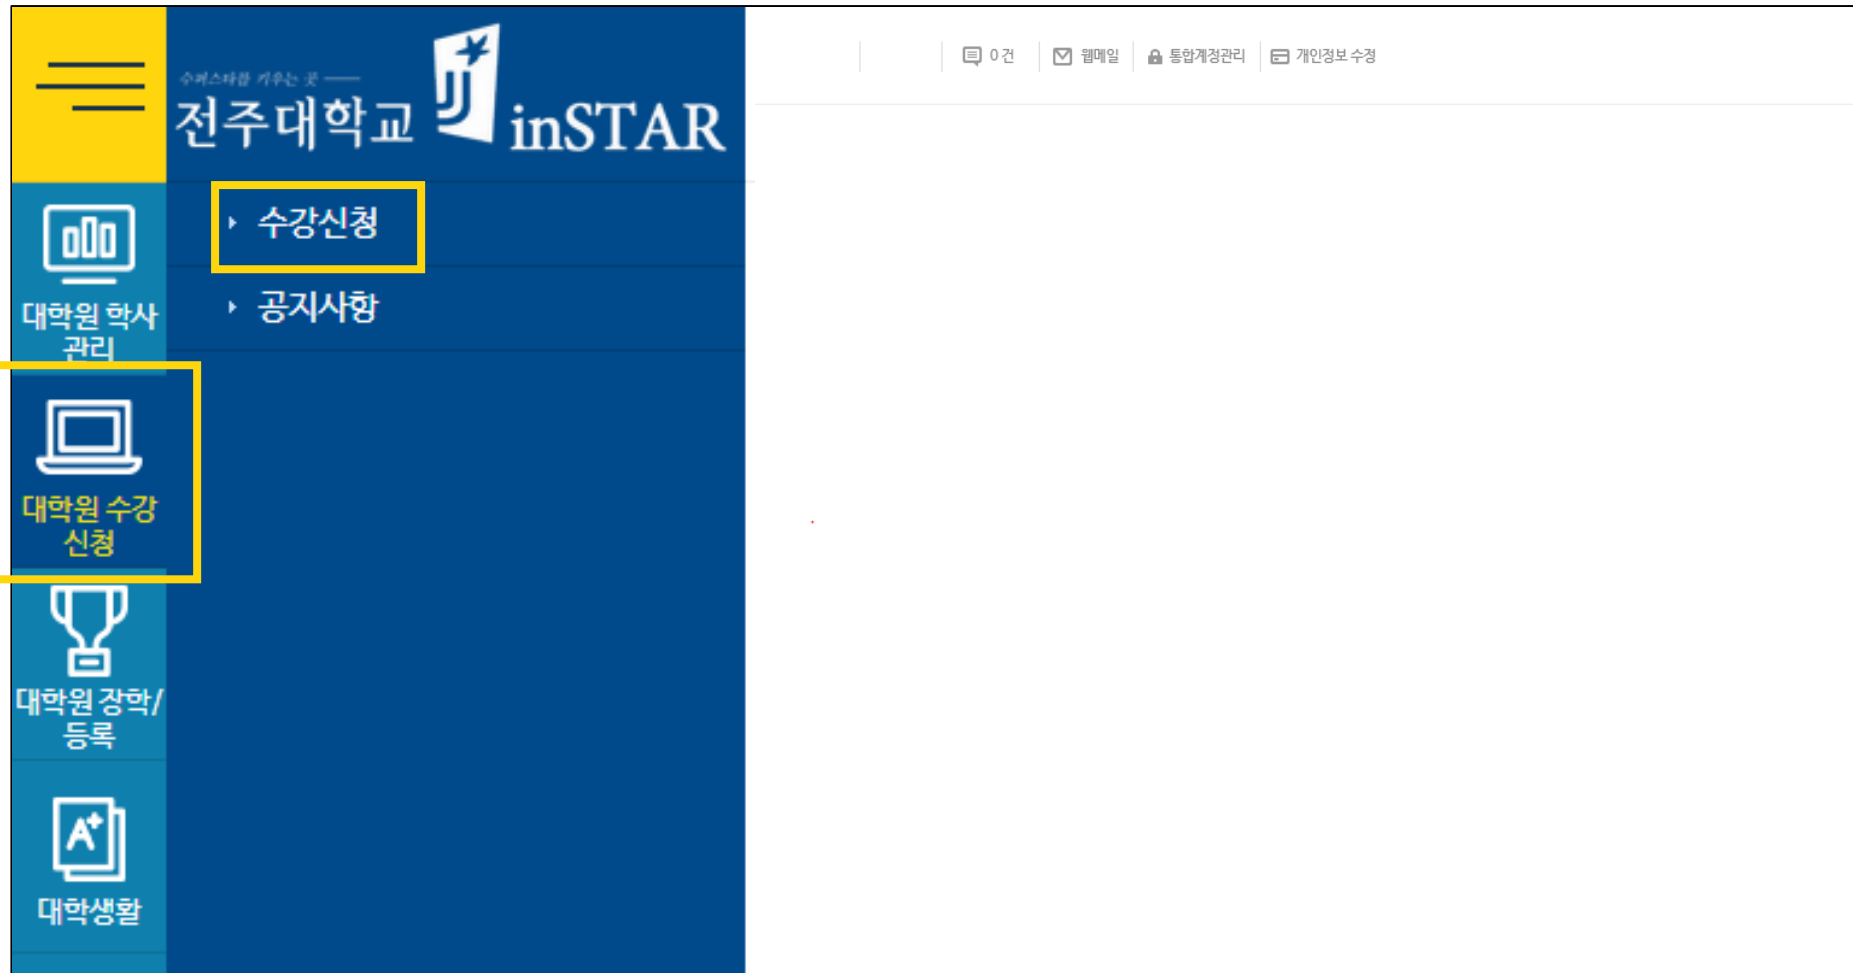 수퍼스타를 키우는 곳
전주대학교 inSTAR
0 건
웹메일
통합계정관리
개인정보 수정
수강신청
공지사항
대학원 학사
관리
대학원 수강
신청
대학원 장학/
등록
A+
대학생활